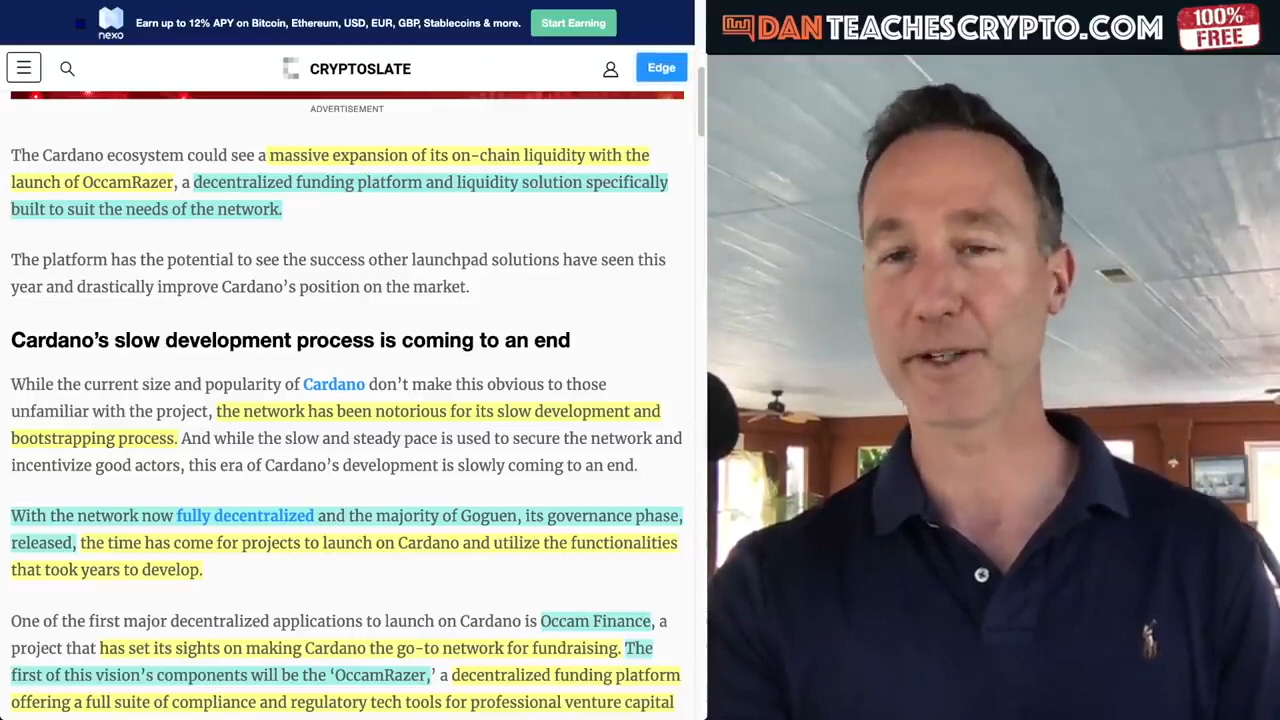 Earn up to 12% APY on Bitcoin, Ethereum, USD, EUR, GBP, Stablecoins & more.
Start Earning
nexo
CRYPTOSLATE
Edge
DANTEACHESCRYPTO.COM
100%
FREE
ADVERTISEMENT
The Cardano ecosystem could see a massive expansion of its on-chain liquidity with the
launch of OccamRazer, a decentralized funding platform and liquidity solution specifically
built to suit the needs of the network.
The platform has the potential to see the success other launchpad solutions have seen this
year and drastically improve Cardano’s position on the market.
Cardano’s slow development process is coming to an end
While the current size and popularity of Cardano don’t make this obvious to those
unfamiliar with the project, the network has been notorious for its slow development and
bootstrapping process. And while the slow and steady pace is used to secure the network and
incentivize good actors, this era of Cardano’s development is slowly coming to an end.
With the network now fully decentralized and the majority of Goguen, its governance phase,
released, the time has come for projects to launch on Cardano and utilize the functionalities
that took years to develop.
One of the first major decentralized applications to launch on Cardano is Occam Finance, a
project that has set its sights on making Cardano the go-to network for fundraising. The
first of this vision’s components will be the ‘OccamRazer,’ a decentralized funding platform
offering a full suite of compliance and regulatory tech tools for professional venture capital